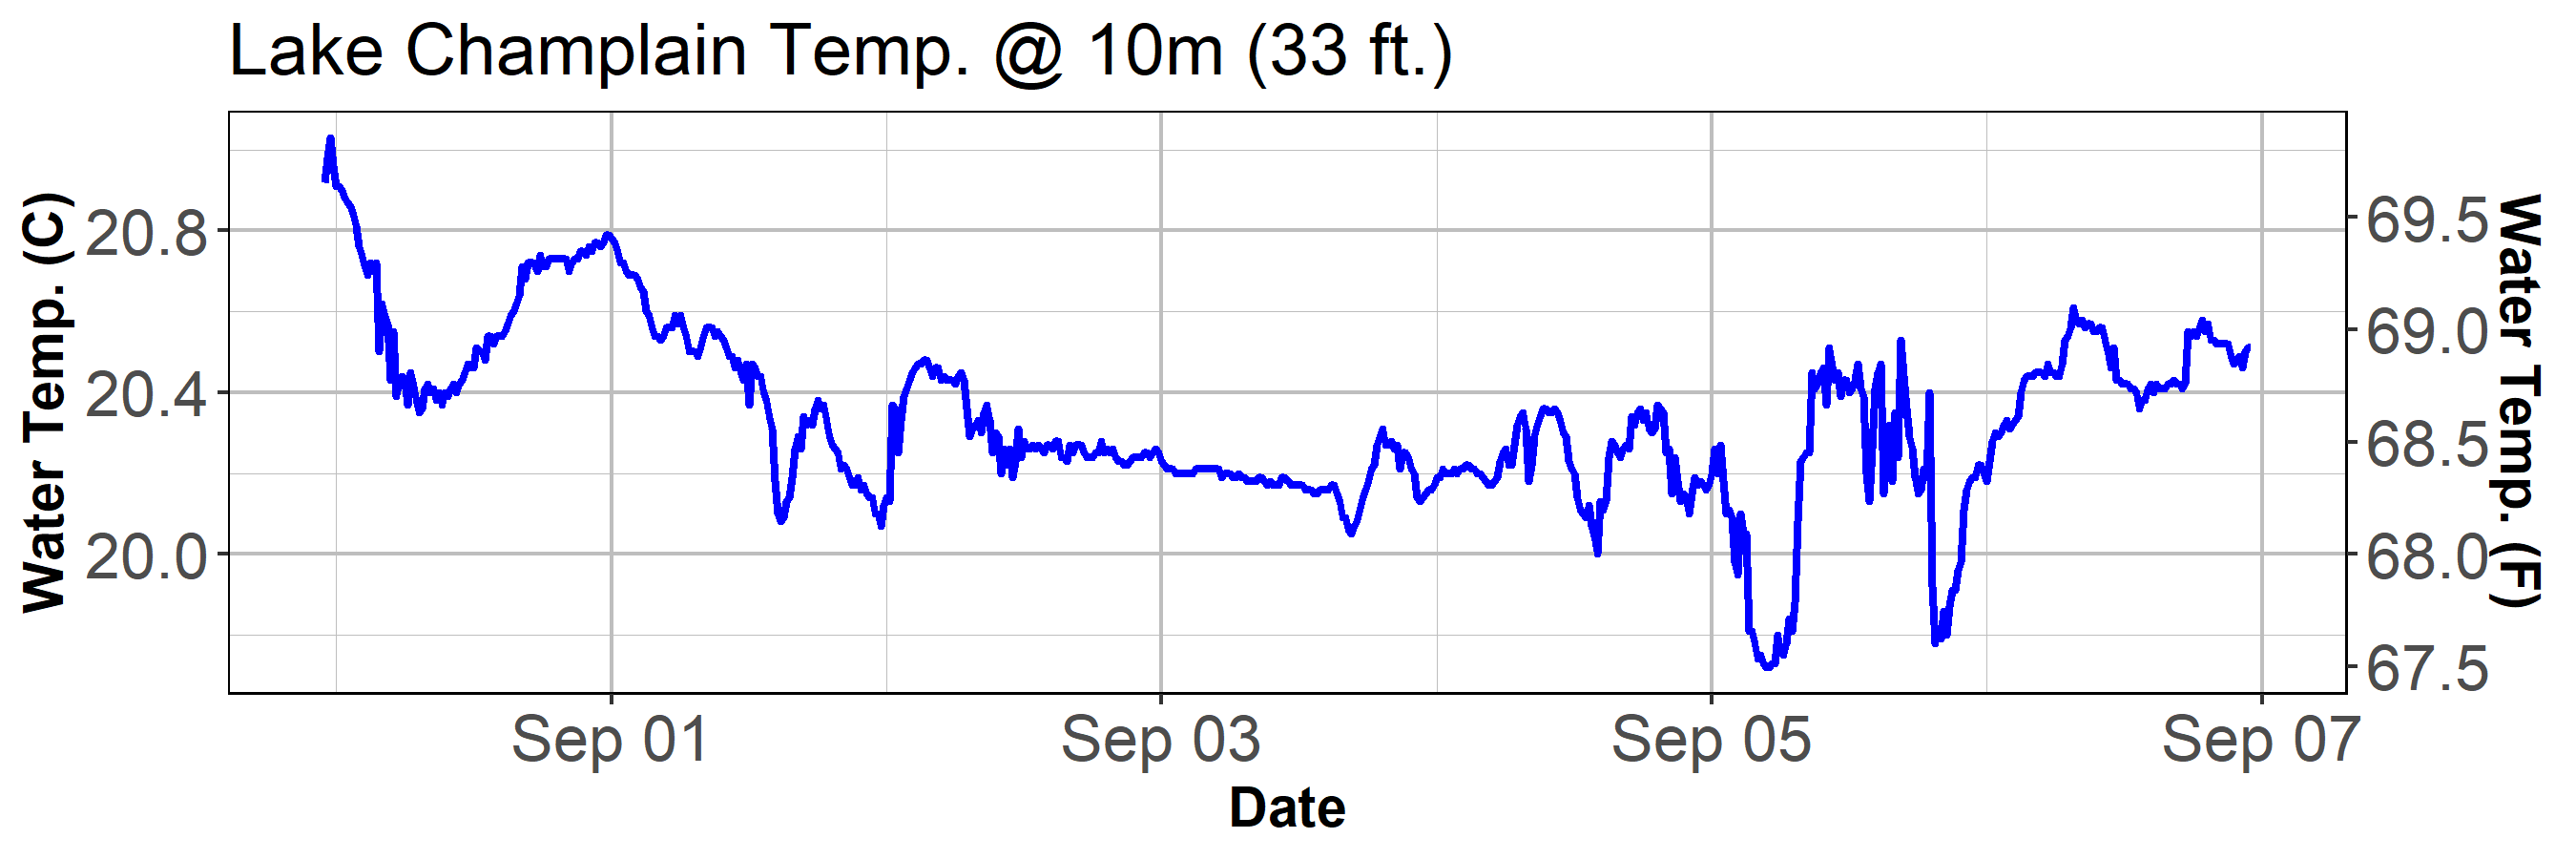 Lake Champlain Temp. @ 10m (33 ft.)
Water Temp. (C)
20.8
20.4
20.0
69.5
69.0
68.5
68.0
67.5
Water Temp. (F)
Sep 01 Sep 03 Sep 05 Sep 07
Date